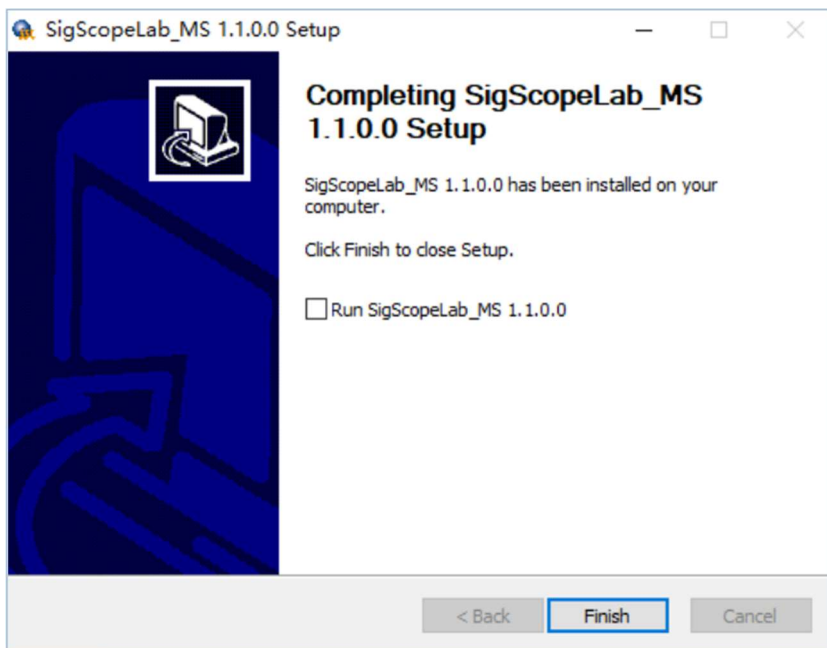 SigScopeLab_MS 1.1.0.0 Setup
Completing SigScopeLab_MS
1.1.0.0 Setup
SigScopeLab_MS 1.1.0.0 has been installed on your
computer.
Click Finish to close Setup.
Run SigScopeLab_MS 1.1.0.0
< Back Finish Cancel